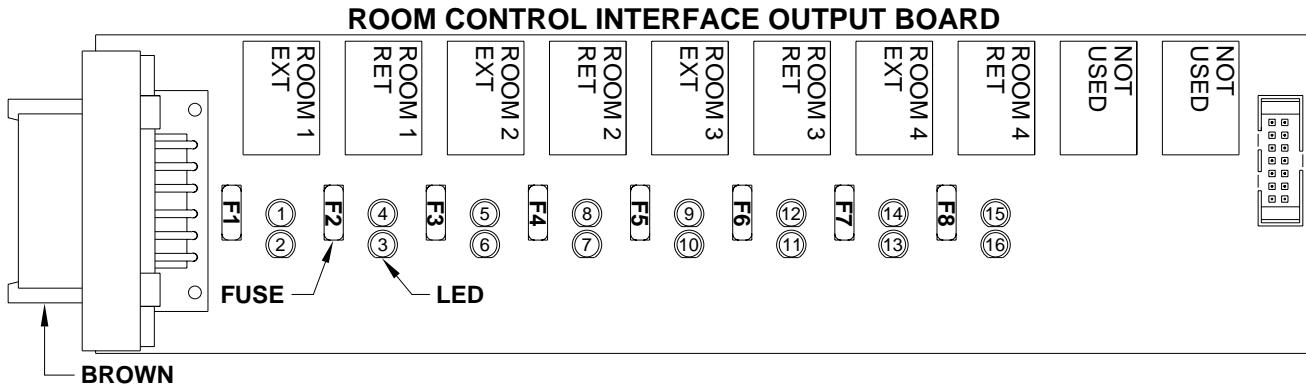 ROOM CONTROL INTERFACE OUTPUT BOARD
ROOM 1
EXT
ROOM 1
RET
ROOM 2
EXT
ROOM 2
RET
ROOM 3
EXT
ROOM 3
RET
ROOM 4
EXT
ROOM 4
RET
NOT
USED
NOT
USED
F1
1
2
F2
4
3
F3
5
6
F4
8
7
F5
9
10
F6
12
11
F7
14
13
F8
15
16
FUSE
LED
BROWN